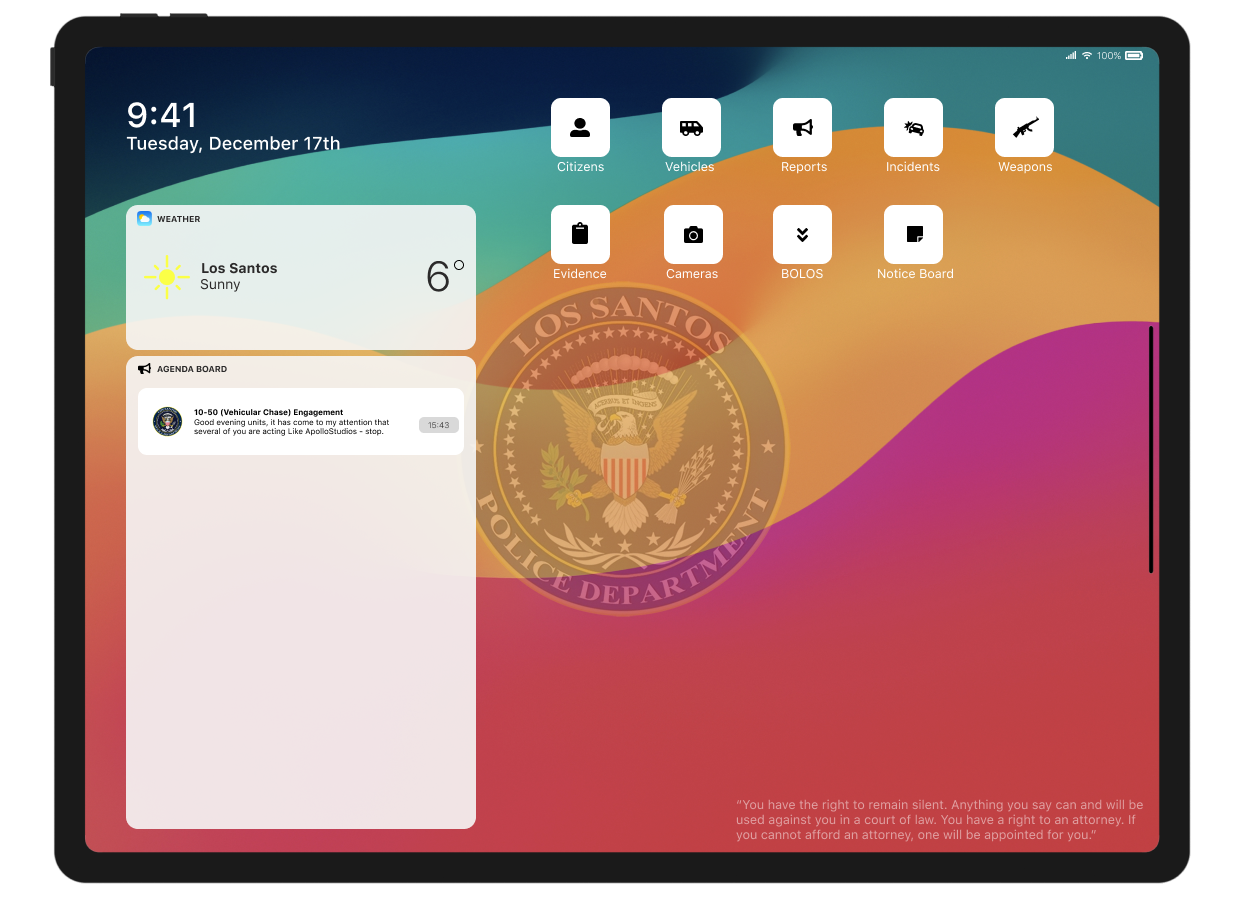 100%
9:41
Tuesday, December 17th
Citizens
Vehicles
Reports
Incidents
Weapons
WEATHER
Los Santos
Sunny
6°
Evidence
Cameras
BOLOS
Notice Board
LOS SANTOS
POLICE DEPARTMENT
AGENDA BOARD
10-50 (Vehicular Chase) Engagement
Good evening units, it has come to my attention that
several of you are acting Like ApolloStudios - stop.
15:43
“You have the right to remain silent. Anything you say can and will be
used against you in a court of law. You have a right to an attorney. If
you cannot afford an attorney, one will be appointed for you.”